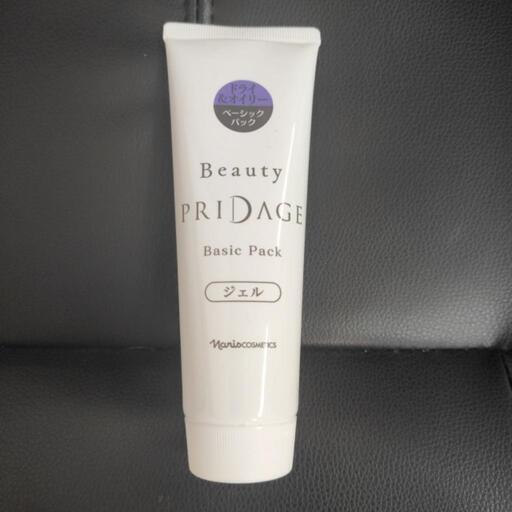 ドライ
&オイリー
ベーシック
パック
Beauty
PRIDAGE
Basic Pack
ジェル
narisCOSMETICS